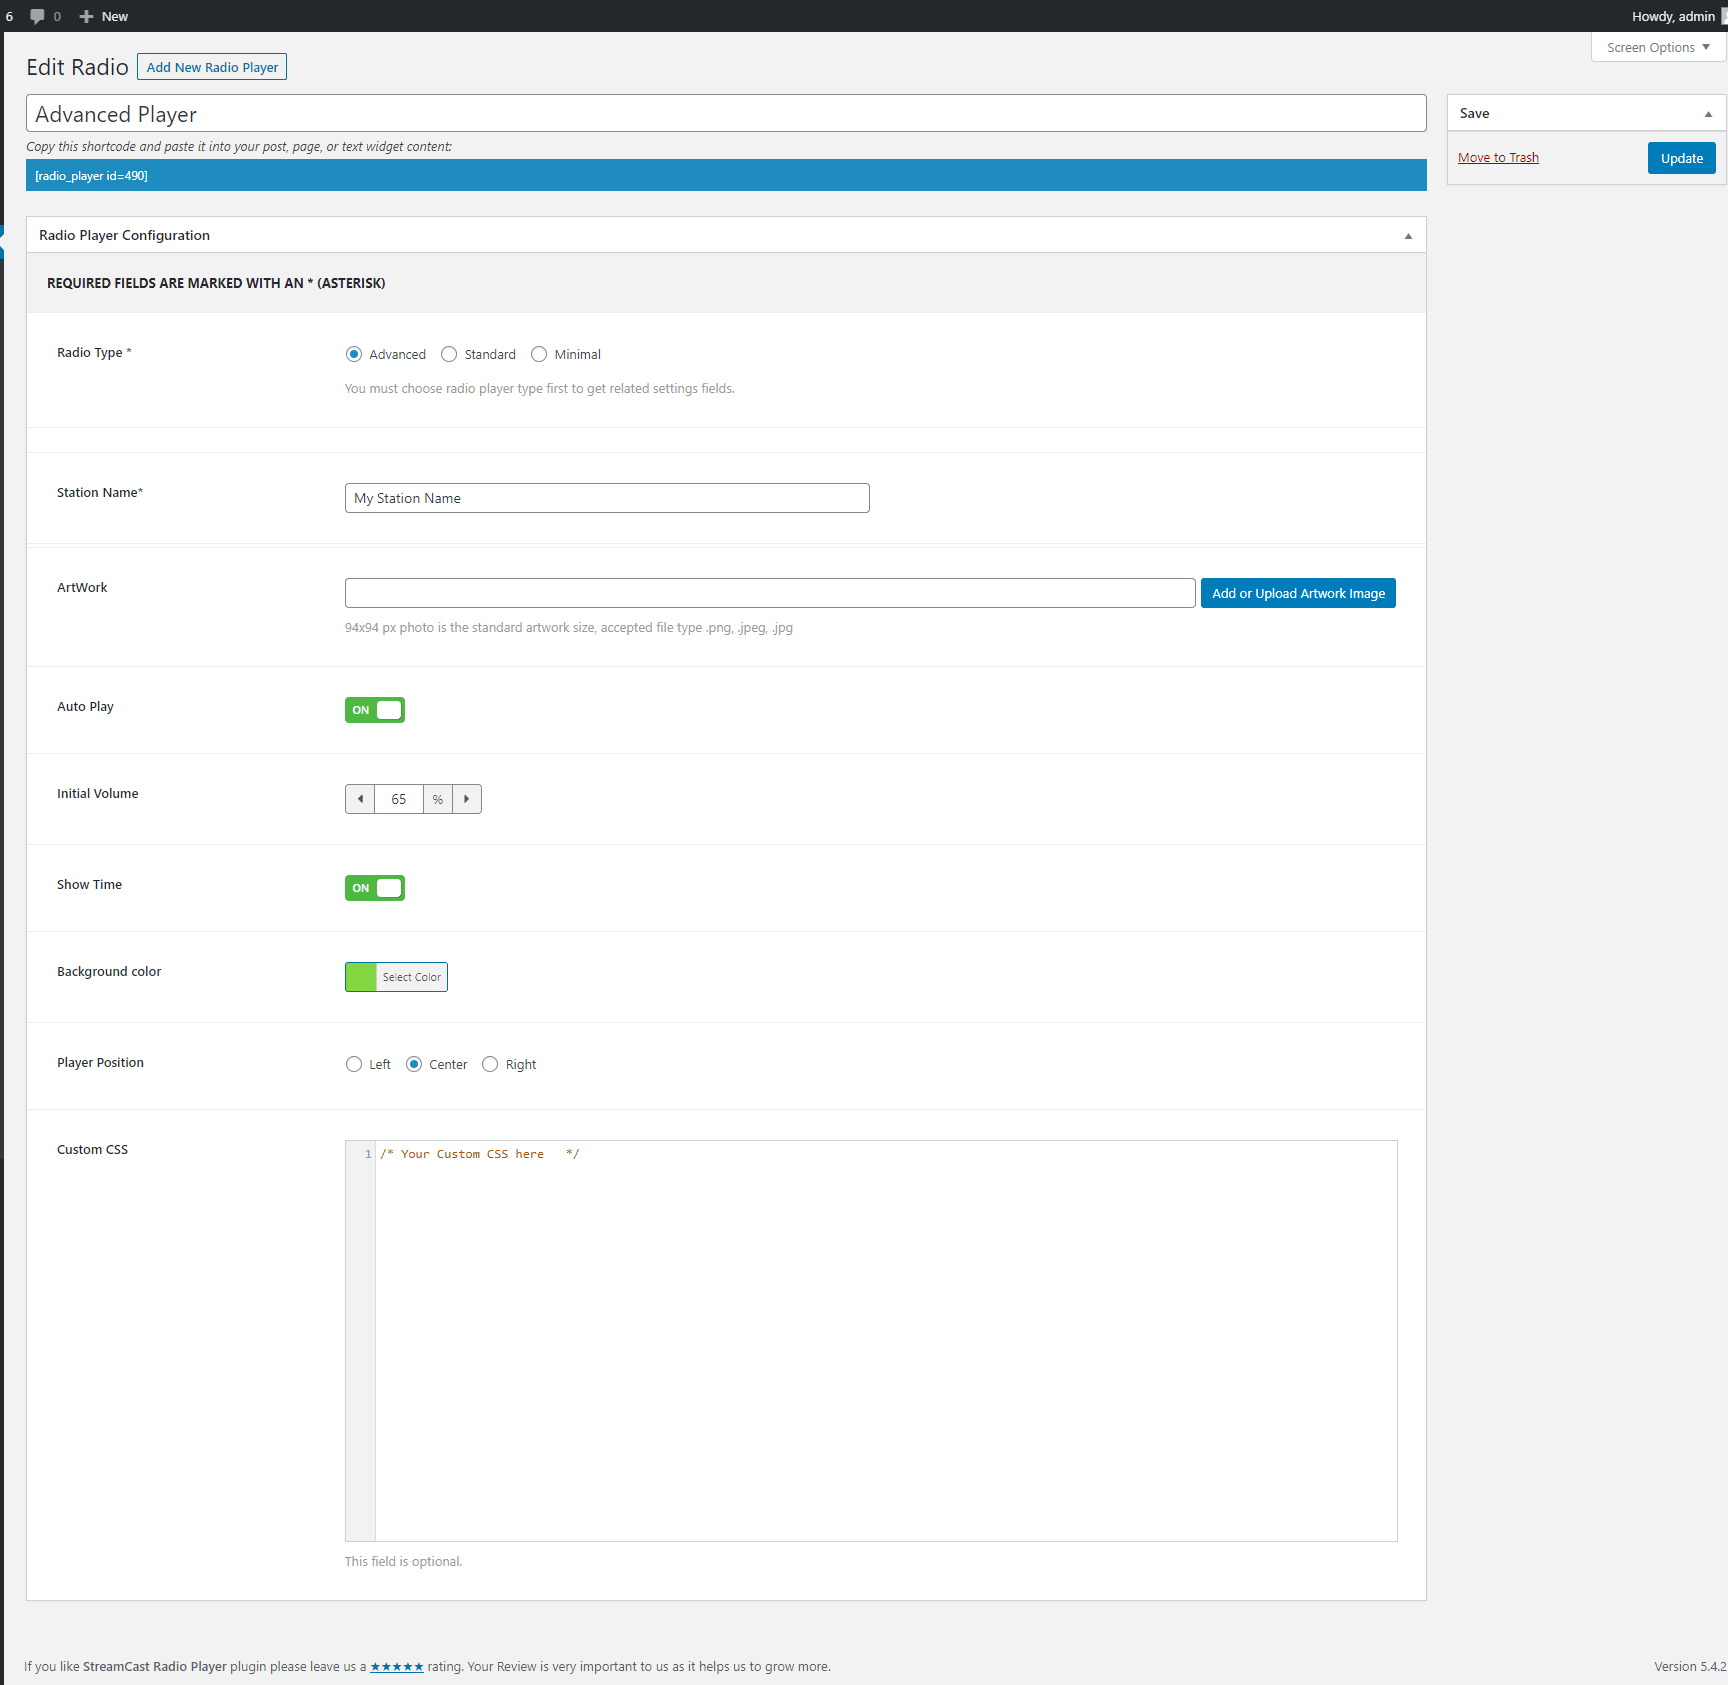 6 0 New Howdy, admin
Screen Options
Edit Radio Add New Radio Player
Advanced Player
Copy this shortcode and paste it into your post, page, or text widget content:
[radio_player id=490]
Save
Move to Trash Update
Radio Player Configuration
REQUIRED FIELDS ARE MARKED WITH AN * (ASTERISK)
Radio Type * Advanced Standard Minimal
You must choose radio player type first to get related settings fields.
Station Name* My Station Name
ArtWork Add or Upload Artwork Image
94x94 px photo is the standard artwork size, accepted file type .png, .jpeg, .jpg
Auto Play ON
Initial Volume 65 %
Show Time ON
Background color Select Color
Player Position Left Center Right
Custom CSS 1 /* Your Custom CSS here */
This field is optional.
If you like StreamCast Radio Player plugin please leave us a ★★★★★ rating. Your Review is very important to us as it helps us to grow more. Version 5.4.2